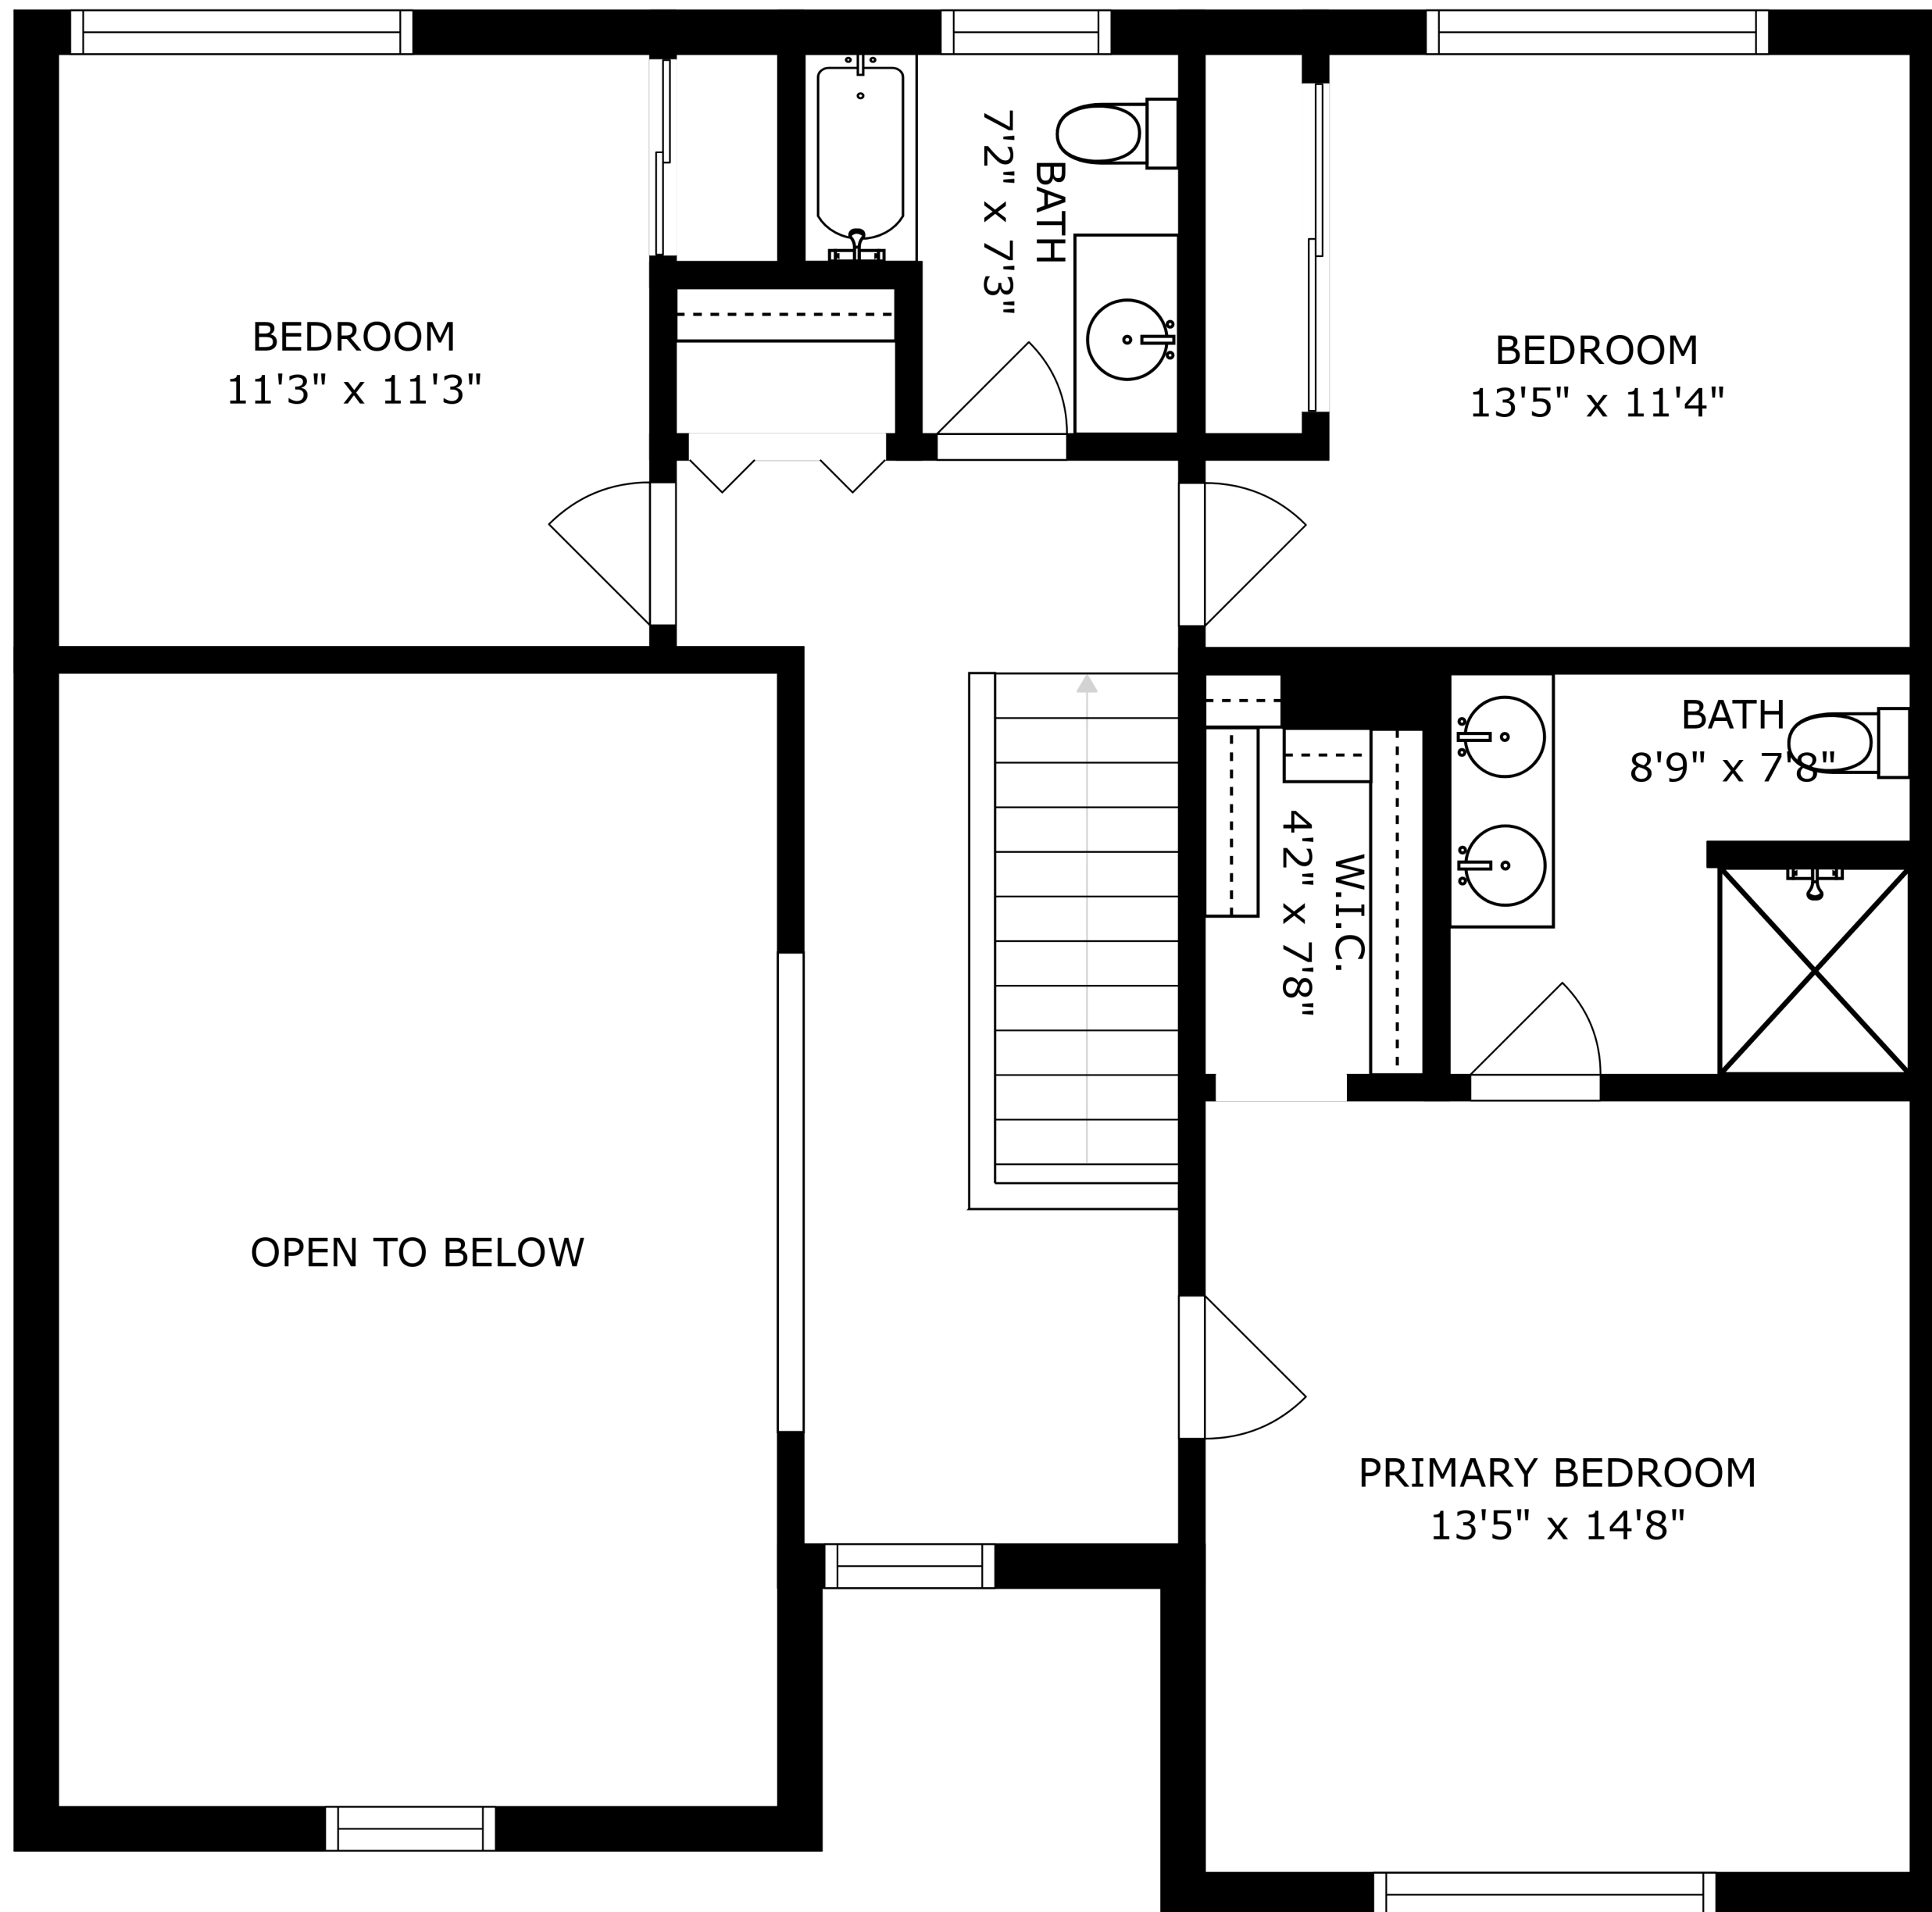 BATH
7'2" x 7'3"
BEDROOM
11'3" x 11'3"
BEDROOM
13'5" x 11'4"
BATH
8'9" x 7'8"
W.I.C.
4'2" x 7'8"
OPEN TO BELOW
PRIMARY BEDROOM
13'5" x 14'8"